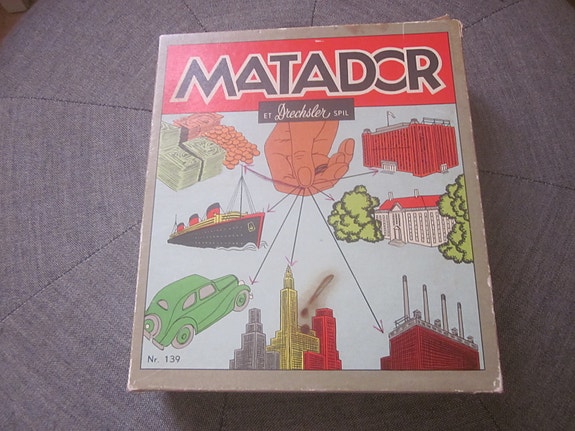 MATADOR
ET Drechsler SPIL
Nr. 139